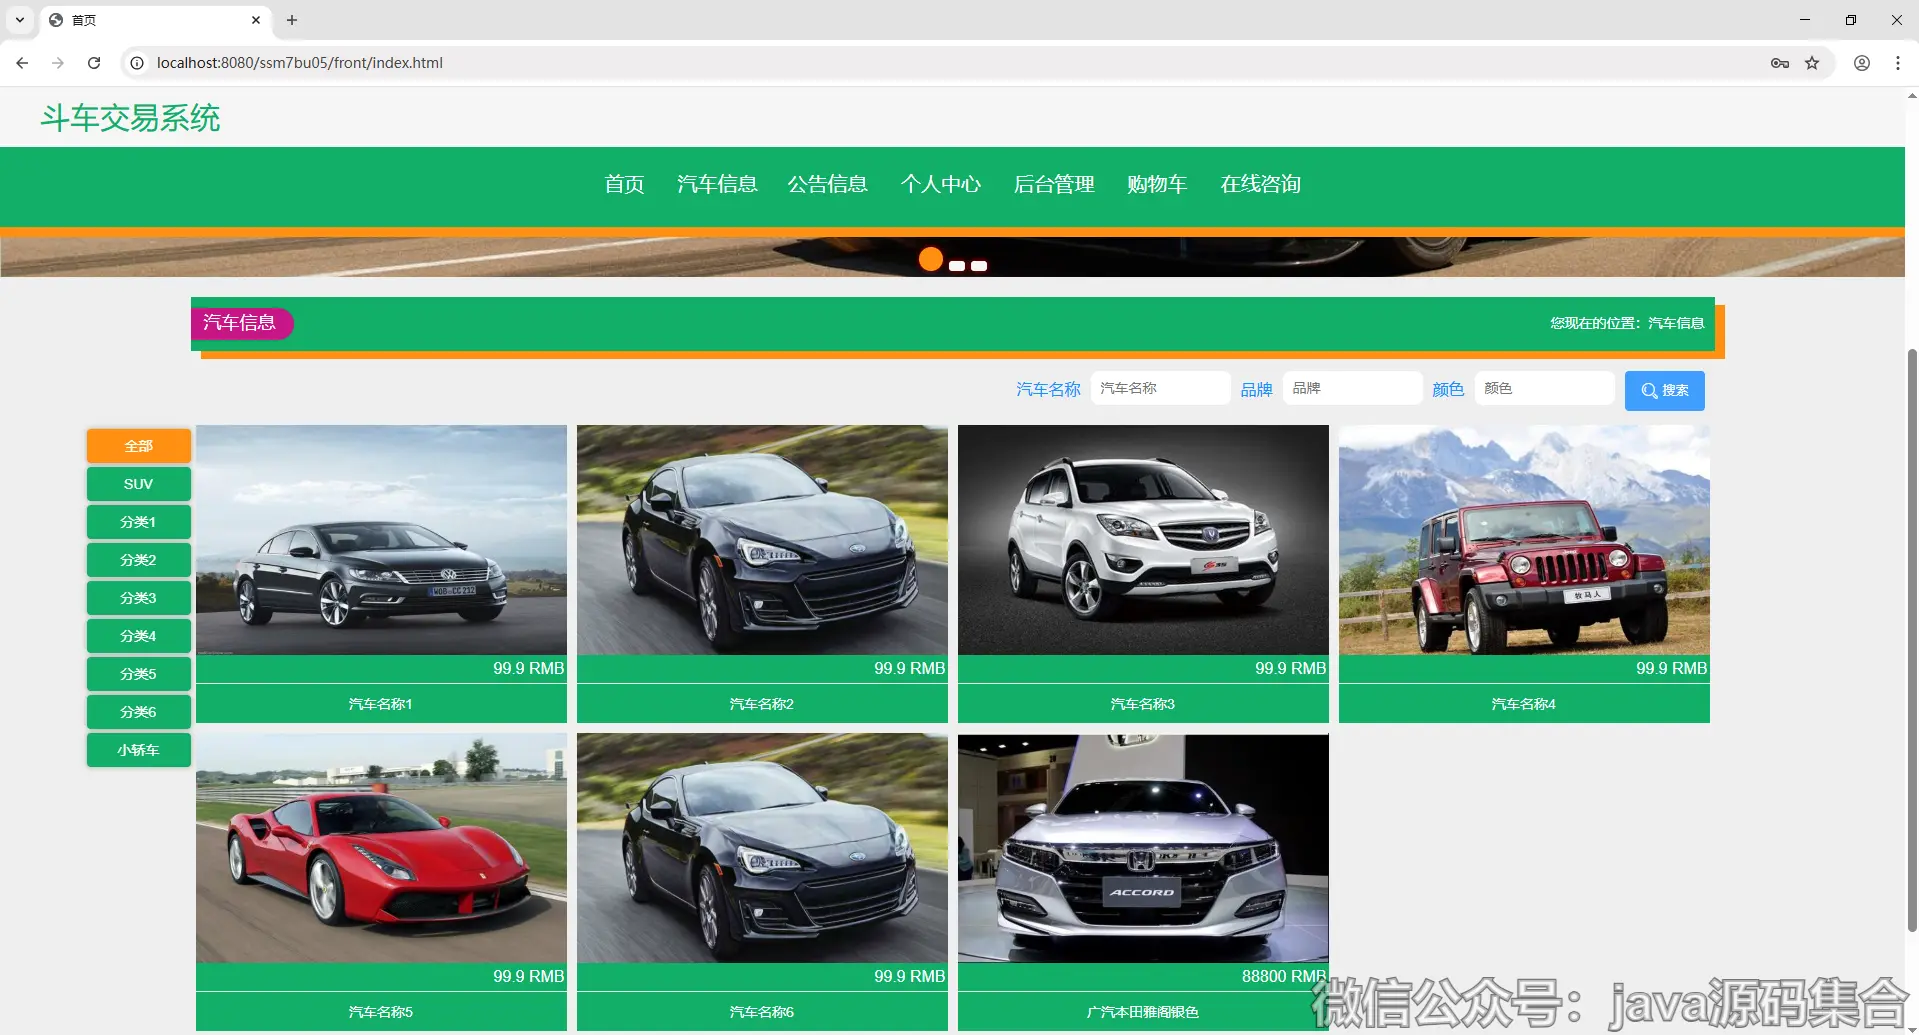 首页
localhost:8080/ssm7bu05/front/index.html
斗车交易系统
首页 汽车信息 公告信息 个人中心 后台管理 购物车 在线咨询
汽车信息 您现在的位置：汽车信息
汽车名称 汽车名称 品牌 品牌 颜色 颜色 搜索
全部
SUV
分类1
分类2
分类3
分类4
分类5
分类6
小轿车
WOB CC 212
牧马人
99.9 RMB 99.9 RMB 99.9 RMB 99.9 RMB
汽车名称1 汽车名称2 汽车名称3 汽车名称4
ACCORD
99.9 RMB 99.9 RMB 88800 RMB
汽车名称5 汽车名称6 广汽本田雅阁银色
微信公众号：java源码集合